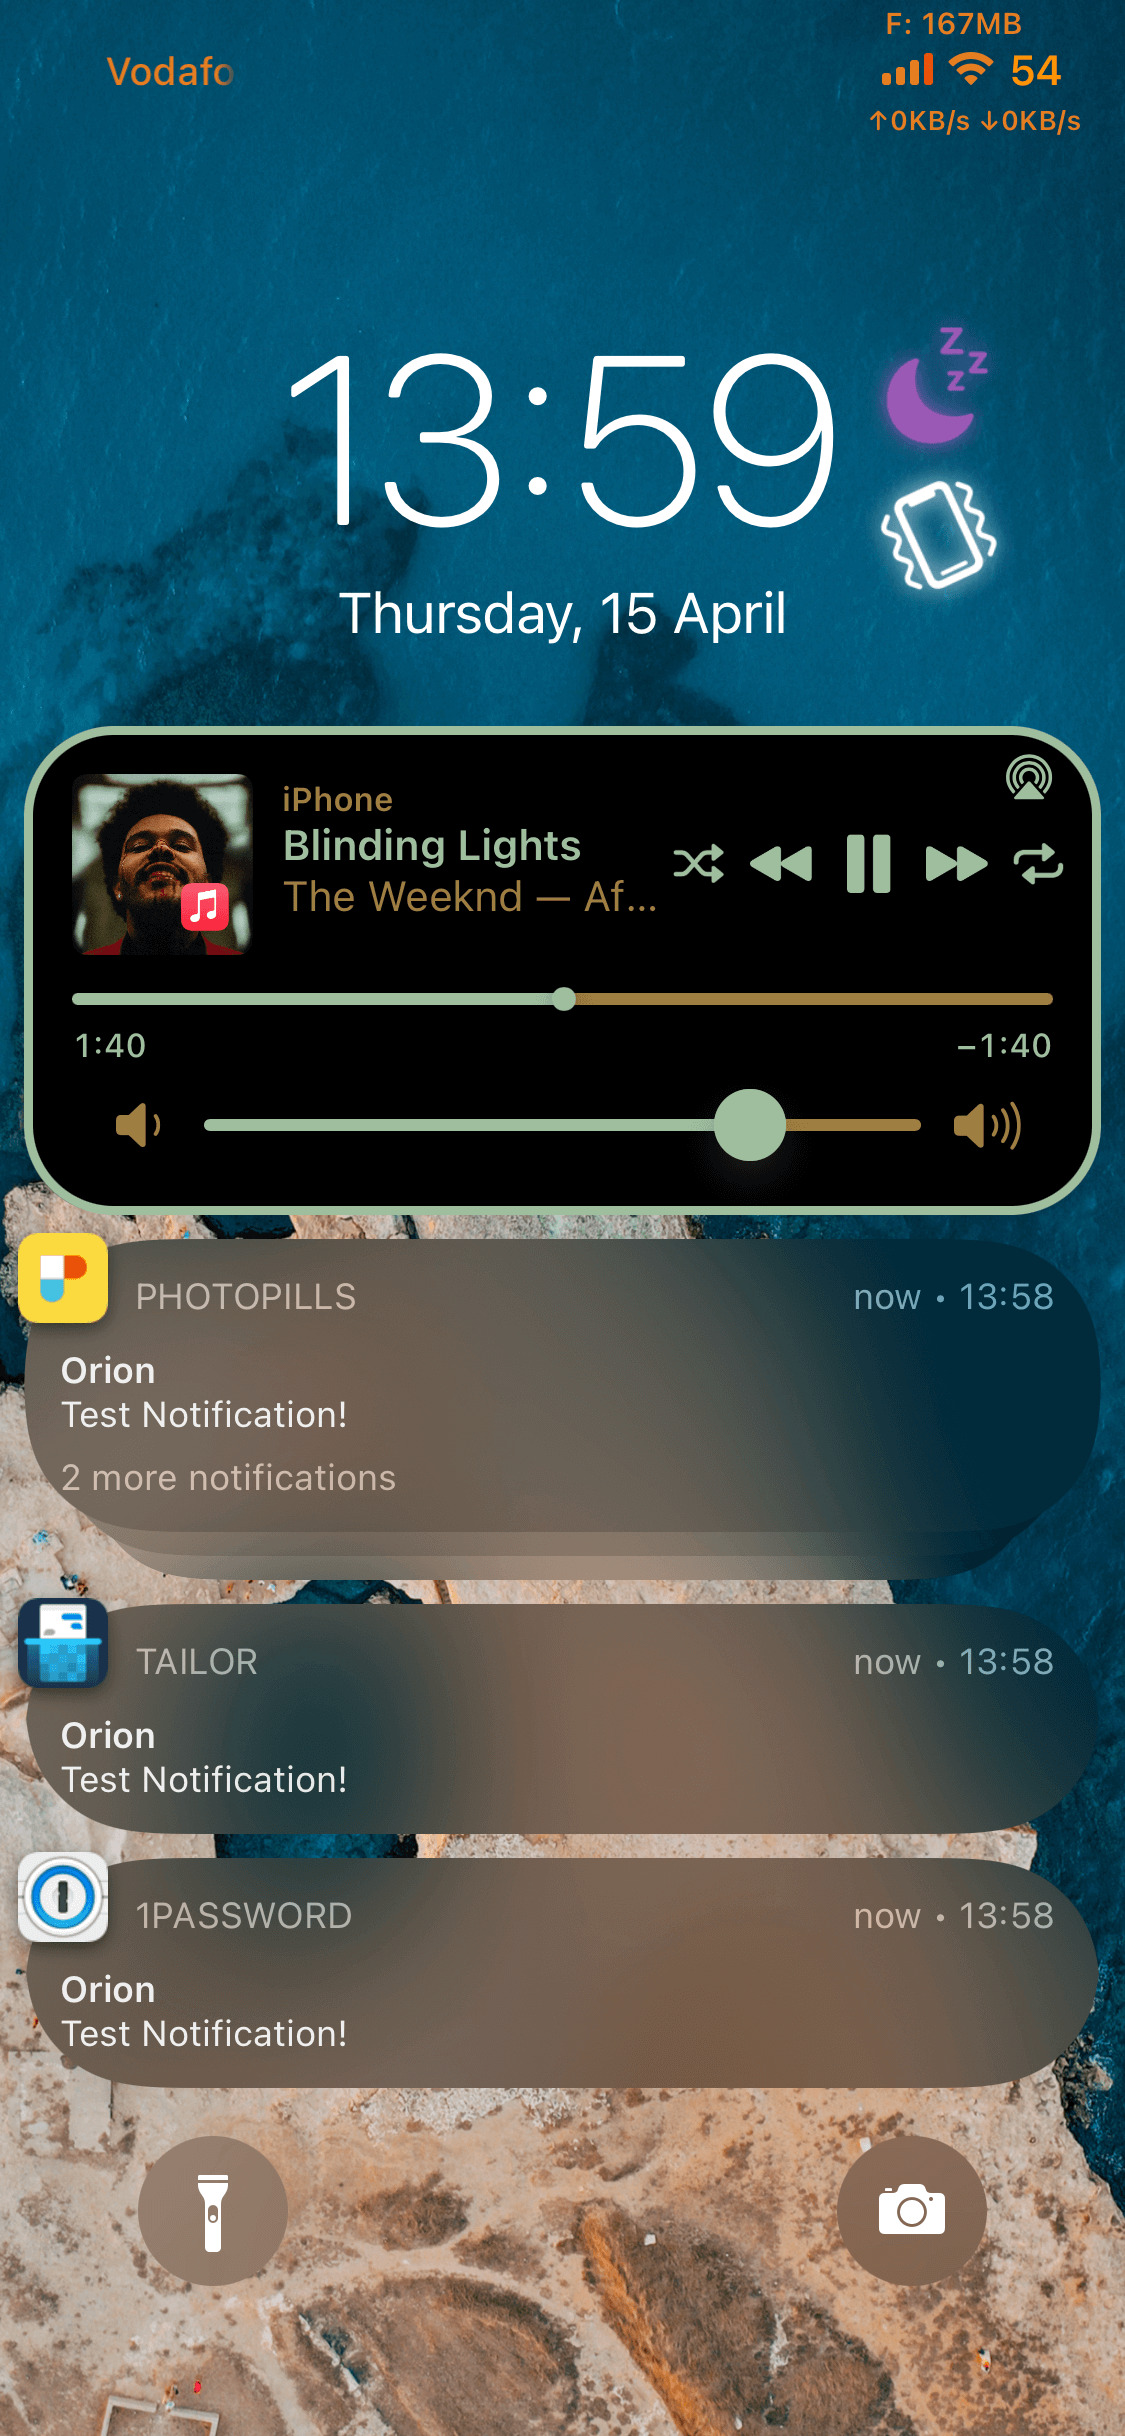 F: 167MB
Vodafo
54
↑0KB/s ↓0KB/s
z z z
13:59
Thursday, 15 April
iPhone
Blinding Lights
The Weeknd — Af...
1:40
−1:40
PHOTOPILLS
now • 13:58
Orion
Test Notification!
2 more notifications
TAILOR
now • 13:58
Orion
Test Notification!
1PASSWORD
now • 13:58
Orion
Test Notification!